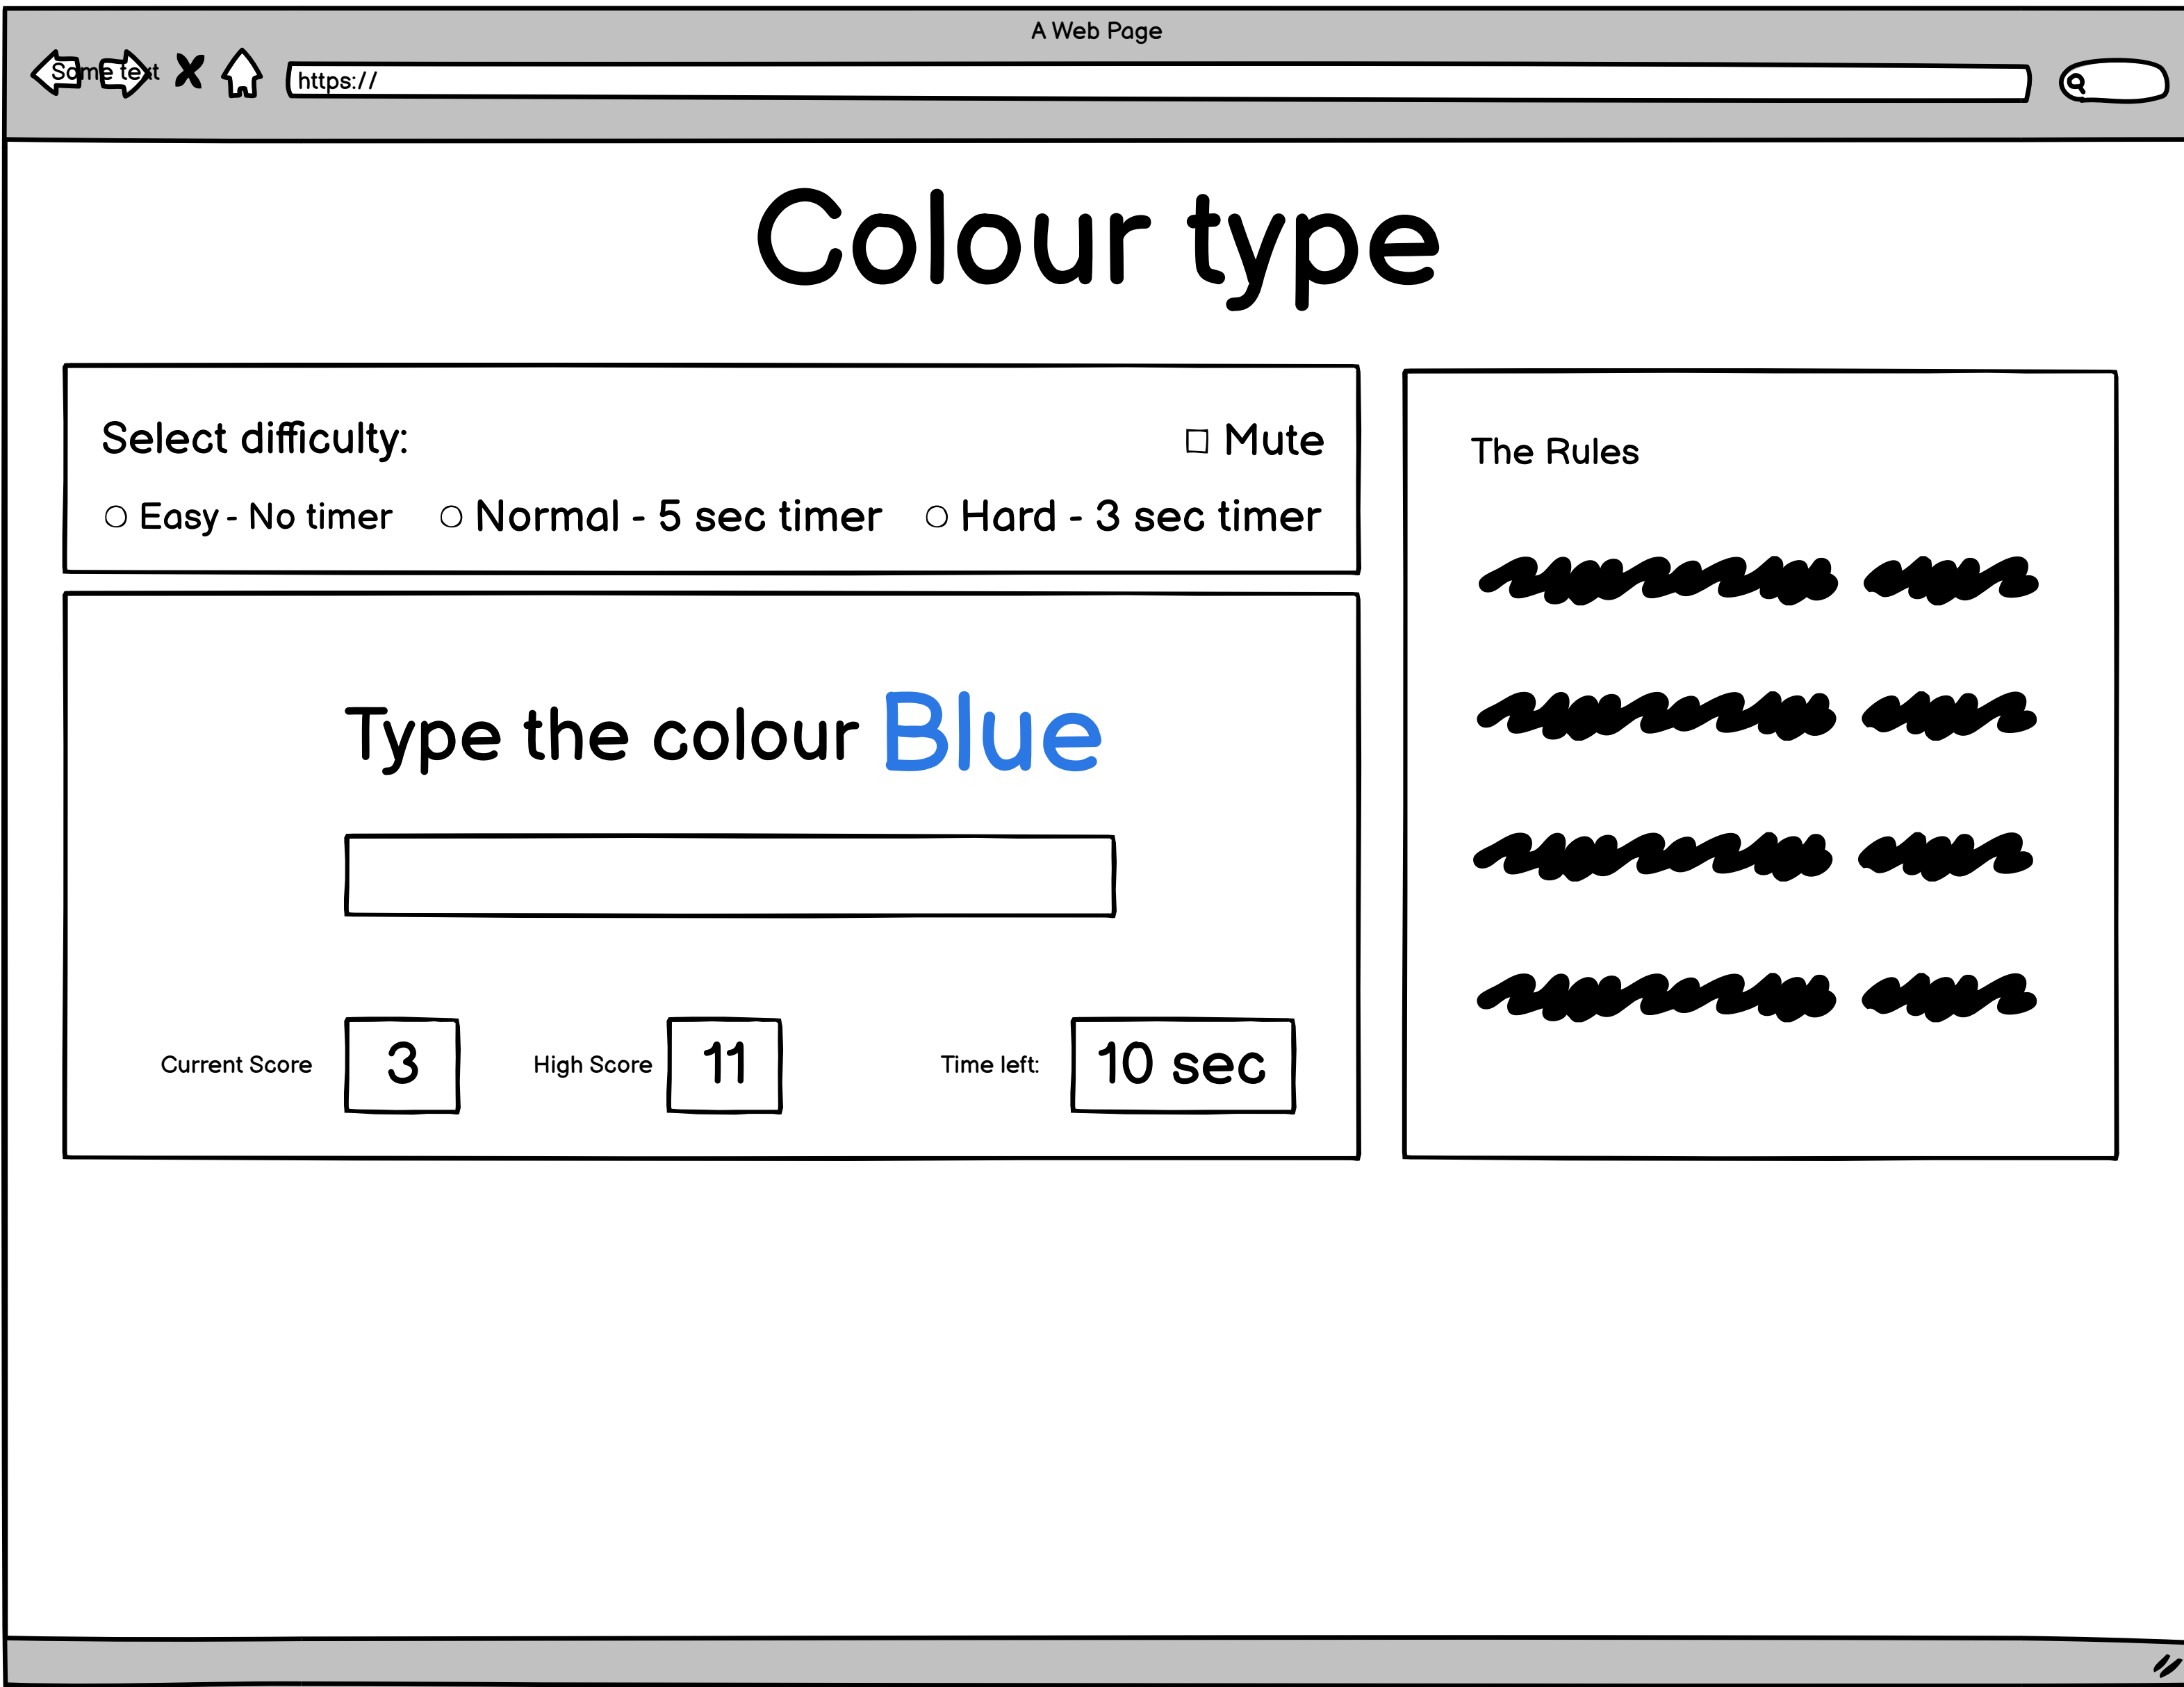 A Web Page
Some text
https://
Colour type
Select difficulty:
Mute
Easy - No timer
Normal - 5 sec timer
Hard - 3 sec timer
Type the colour Blue
Current Score
3
High Score
11
Time left:
10 sec
The Rules